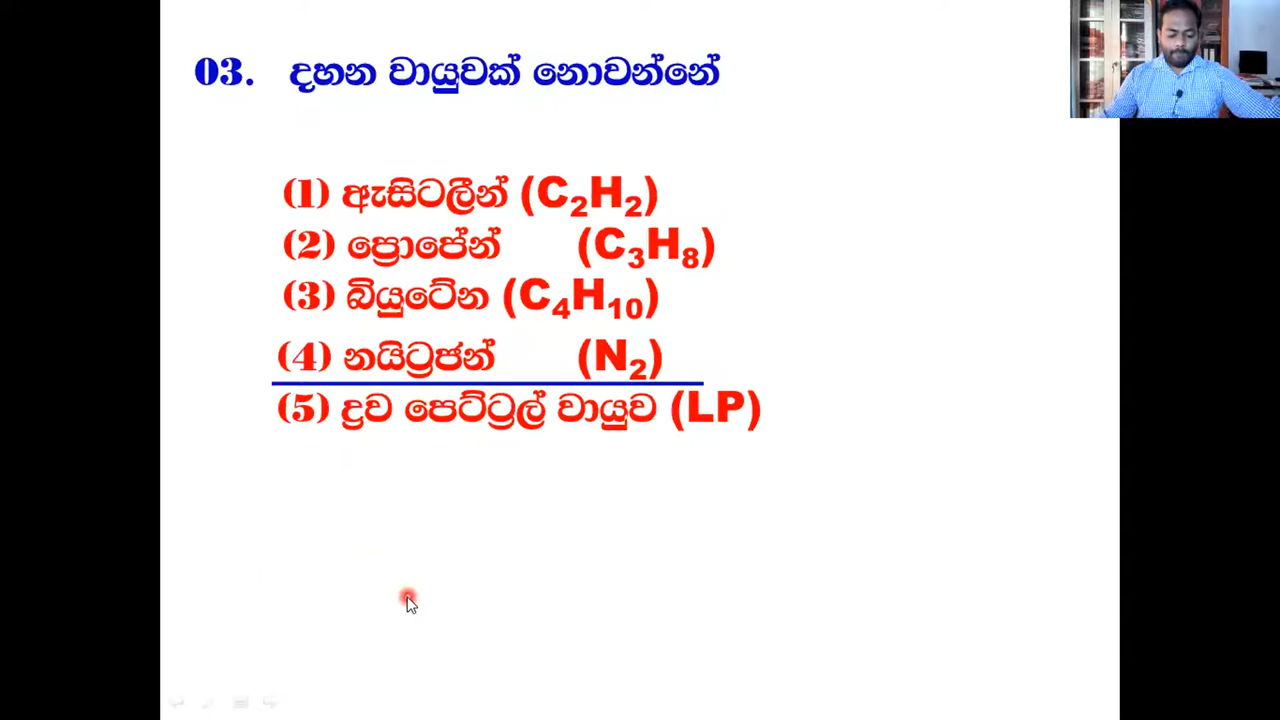 03. දහන වායුවක් නොවන්නේ
(1) ඇසිටලීන් (C₂H₂)
(2) ප්‍රොපේන් (C₃H₈)
(3) බියුටේන (C₄H₁₀)
(4) නයිට්‍රජන් (N₂)
(5) ද්‍රව පෙට්ට්‍රල් වායුව (LP)